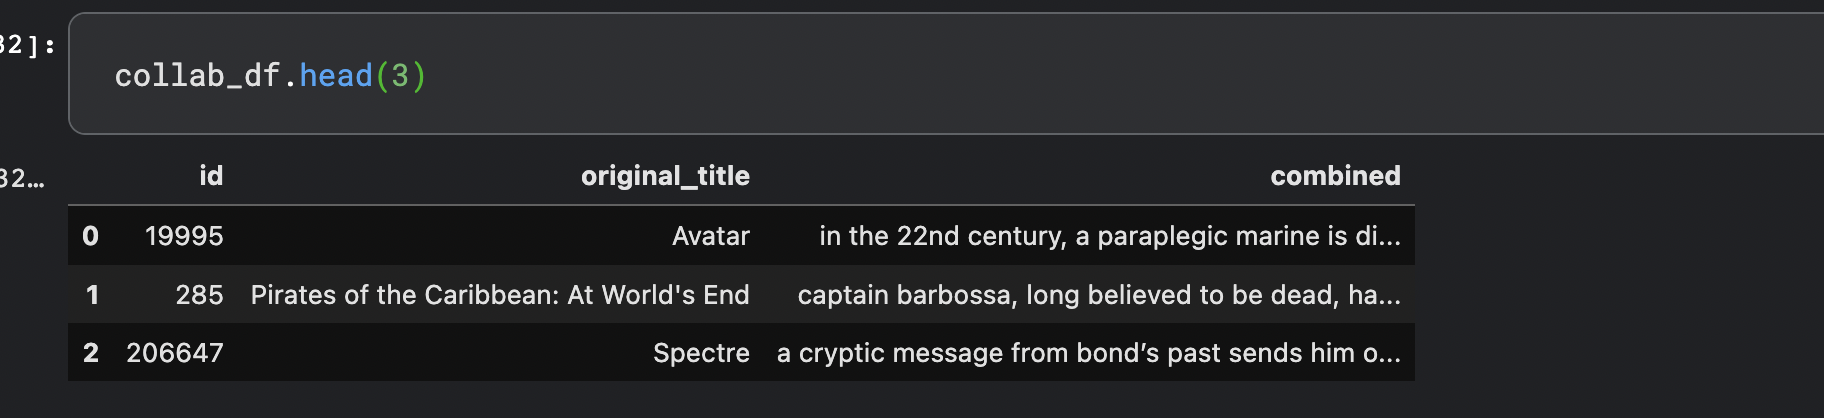 32]:
collab_df.head(3)
32…
id original_title combined
0 19995 Avatar in the 22nd century, a paraplegic marine is di...
1 285 Pirates of the Caribbean: At World's End captain barbossa, long believed to be dead, ha...
2 206647 Spectre a cryptic message from bond’s past sends him o...